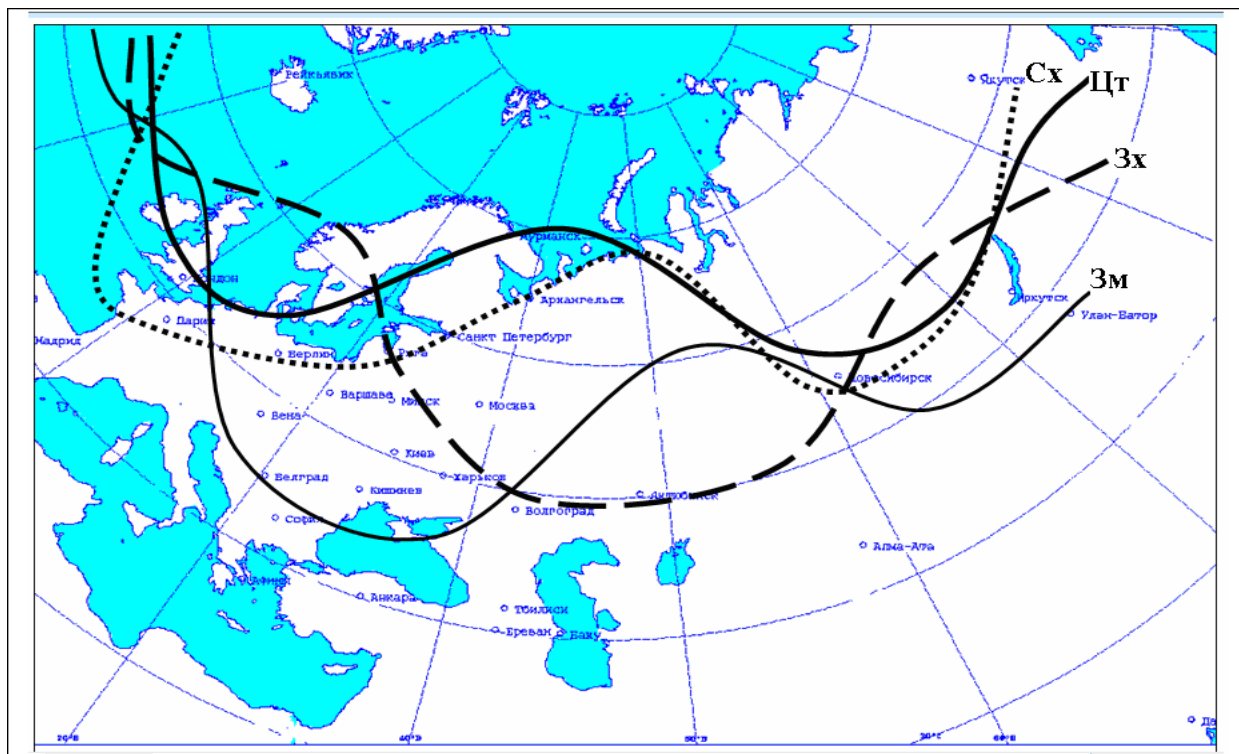 Рейкьявик
Якутск
Сх
Цт
Зх
Мурманск
Лондон
Зм
Иркутск
Архангельск
Улан-Батор
Париж
Санкт Петербург
Мадрид
Берлин
Рига
Новосибирск
Варшава
Минск
Москва
Вена
Киев
Белград
Харьков
Кишинев
Актюбинск
Волгоград
София
Алма-Ата
Афины
Анкара
Тбилиси
Ереван
Баку